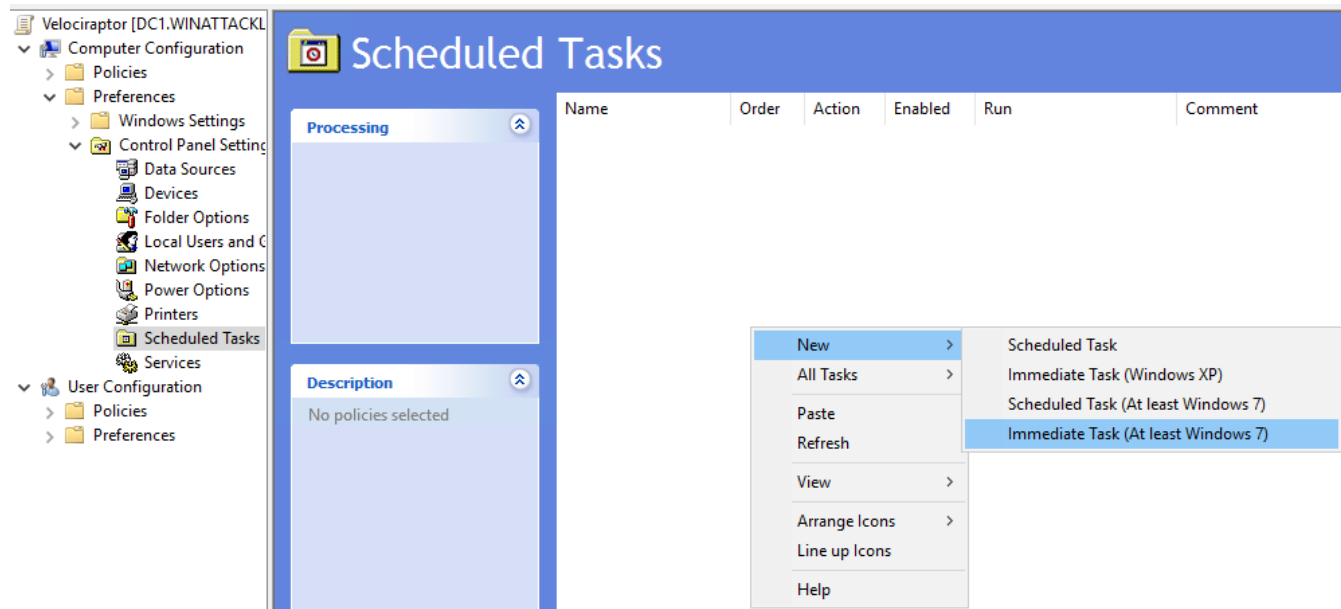 Velociraptor [DC1.WINATTACKL
Computer Configuration
Policies
Preferences
Windows Settings
Control Panel Setting
Data Sources
Devices
Folder Options
Local Users and G
Network Options
Power Options
Printers
Scheduled Tasks
Services
User Configuration
Policies
Preferences
Scheduled Tasks
Processing
Description
No policies selected
Name Order Action Enabled Run Comment
New
All Tasks
Paste
Refresh
View
Arrange Icons
Line up Icons
Help
Scheduled Task
Immediate Task (Windows XP)
Scheduled Task (At least Windows 7)
Immediate Task (At least Windows 7)